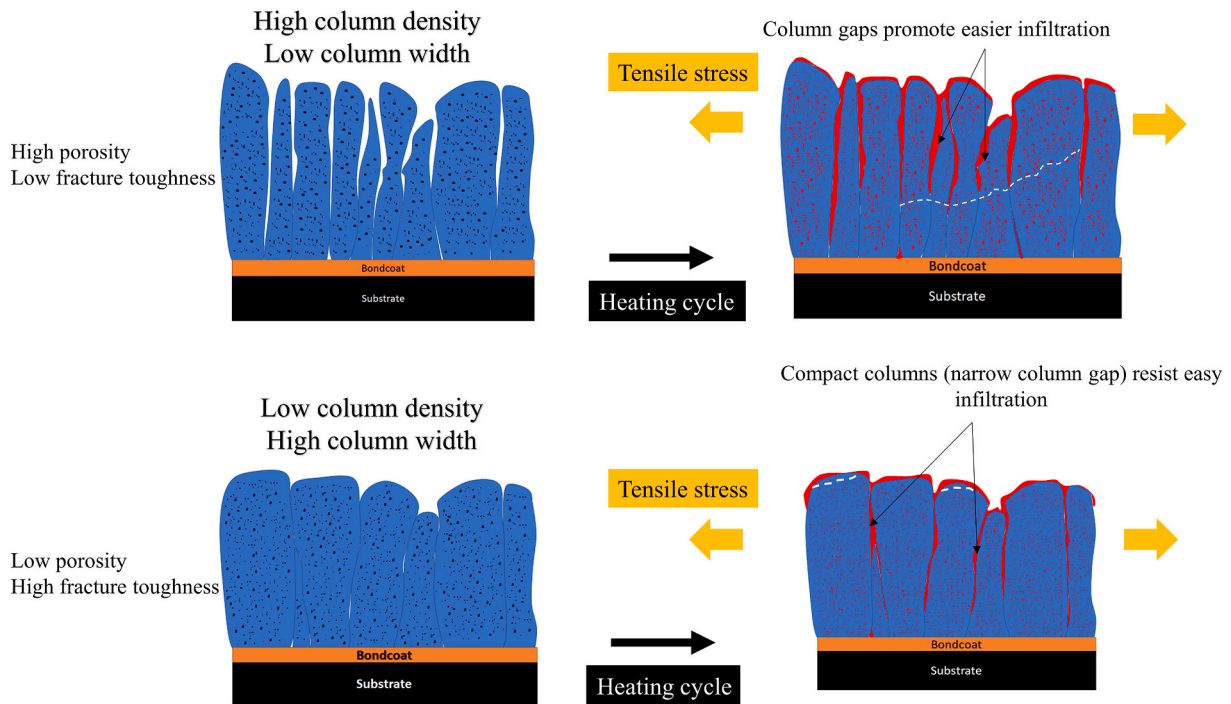 High column density
Low column width
Column gaps promote easier infiltration
Tensile stress
High porosity
Low fracture toughness
Bondcoat
Substrate
Heating cycle
Bondcoat
Substrate
Compact columns (narrow column gap) resist easy
infiltration
Low column density
High column width
Tensile stress
Low porosity
High fracture toughness
Bondcoat
Substrate
Heating cycle
Bondcoat
Substrate